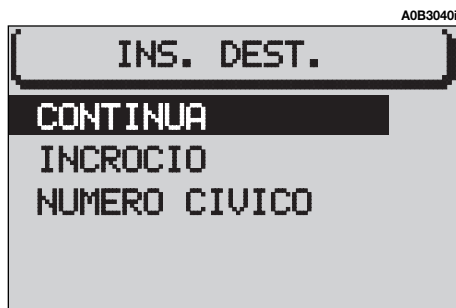 A0B3040i
INS. DEST.
CONTINUA
INCROCIO
NUMERO CIVICO